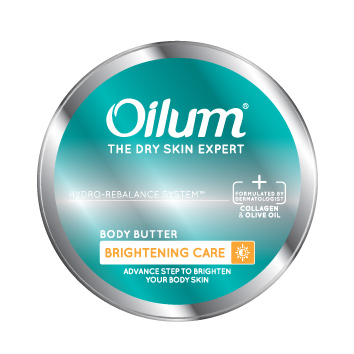 Oilum®
THE DRY SKIN EXPERT
HYDRO-REBALANCE SYSTEM™
FORMULATED BY
DERMATOLOGIST
COLLAGEN
& OLIVE OIL
BODY BUTTER
BRIGHTENING CARE
ADVANCE STEP TO BRIGHTEN
YOUR BODY SKIN